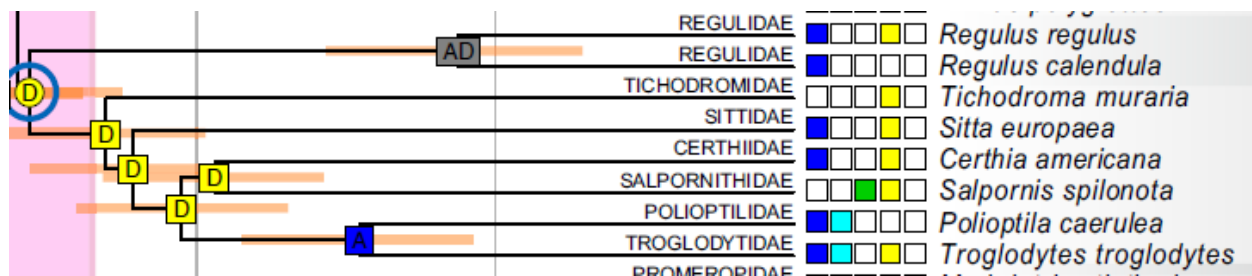 REGULIDAE Regulus regulus
AD
REGULIDAE Regulus calendula
TICHODROMIDAE Tichodroma muraria
D
SITTIDAE Sitta europaea
D
CERTHIIDAE Certhia americana
D
D
SALPORNITHIDAE Salpornis spilonota
D
POLIOPTILIDAE Polioptila caerulea
A
TROGLODYTIDAE Troglodytes troglodytes
PROMEROPIDAE